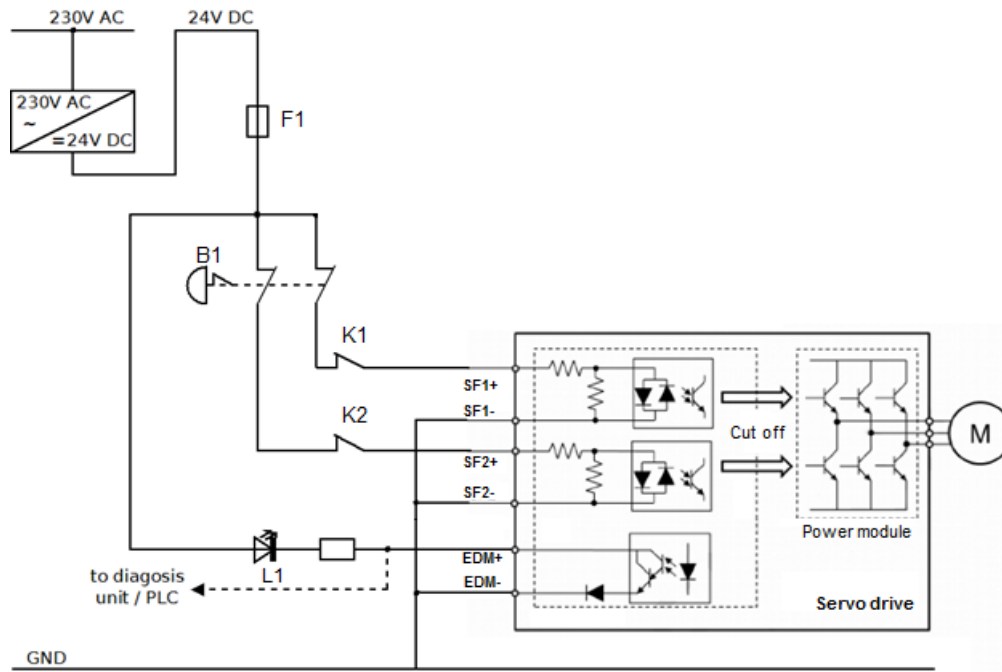 230V AC
24V DC
230V AC
~
=24V DC
F1
B1
K1
K2
SF1+
SF1-
SF2+
SF2-
Cut off
Power module
M
L1
EDM+
EDM-
to diagosis
unit / PLC
Servo drive
GND